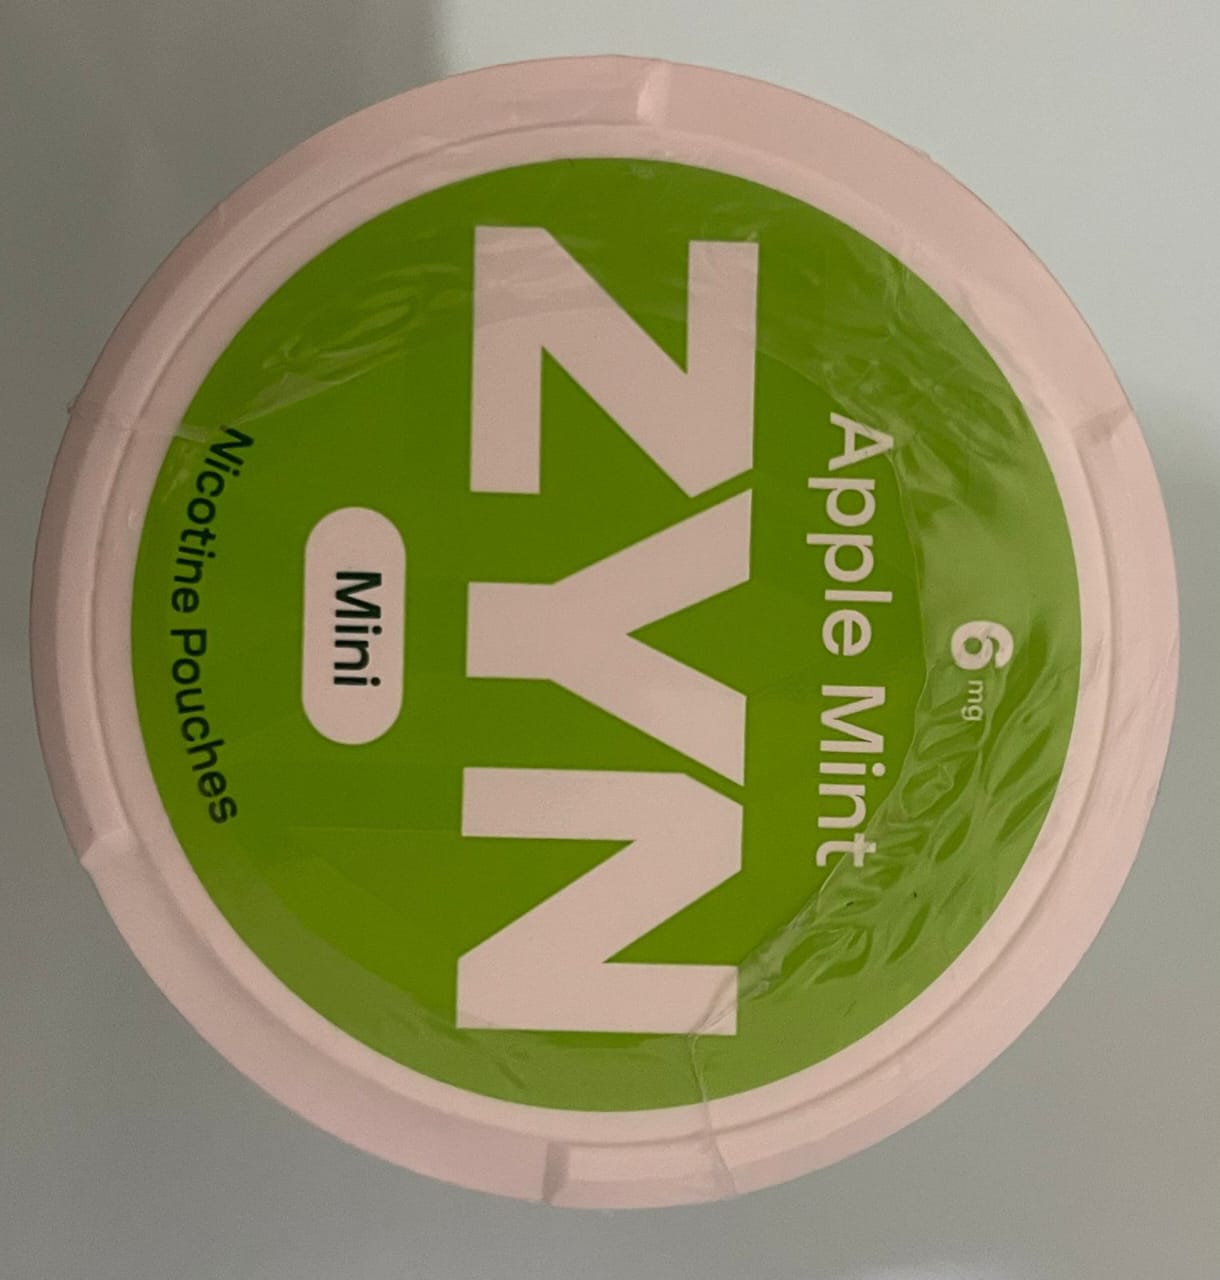 6 mg
Apple Mint
ZYN
Mini
Nicotine Pouches